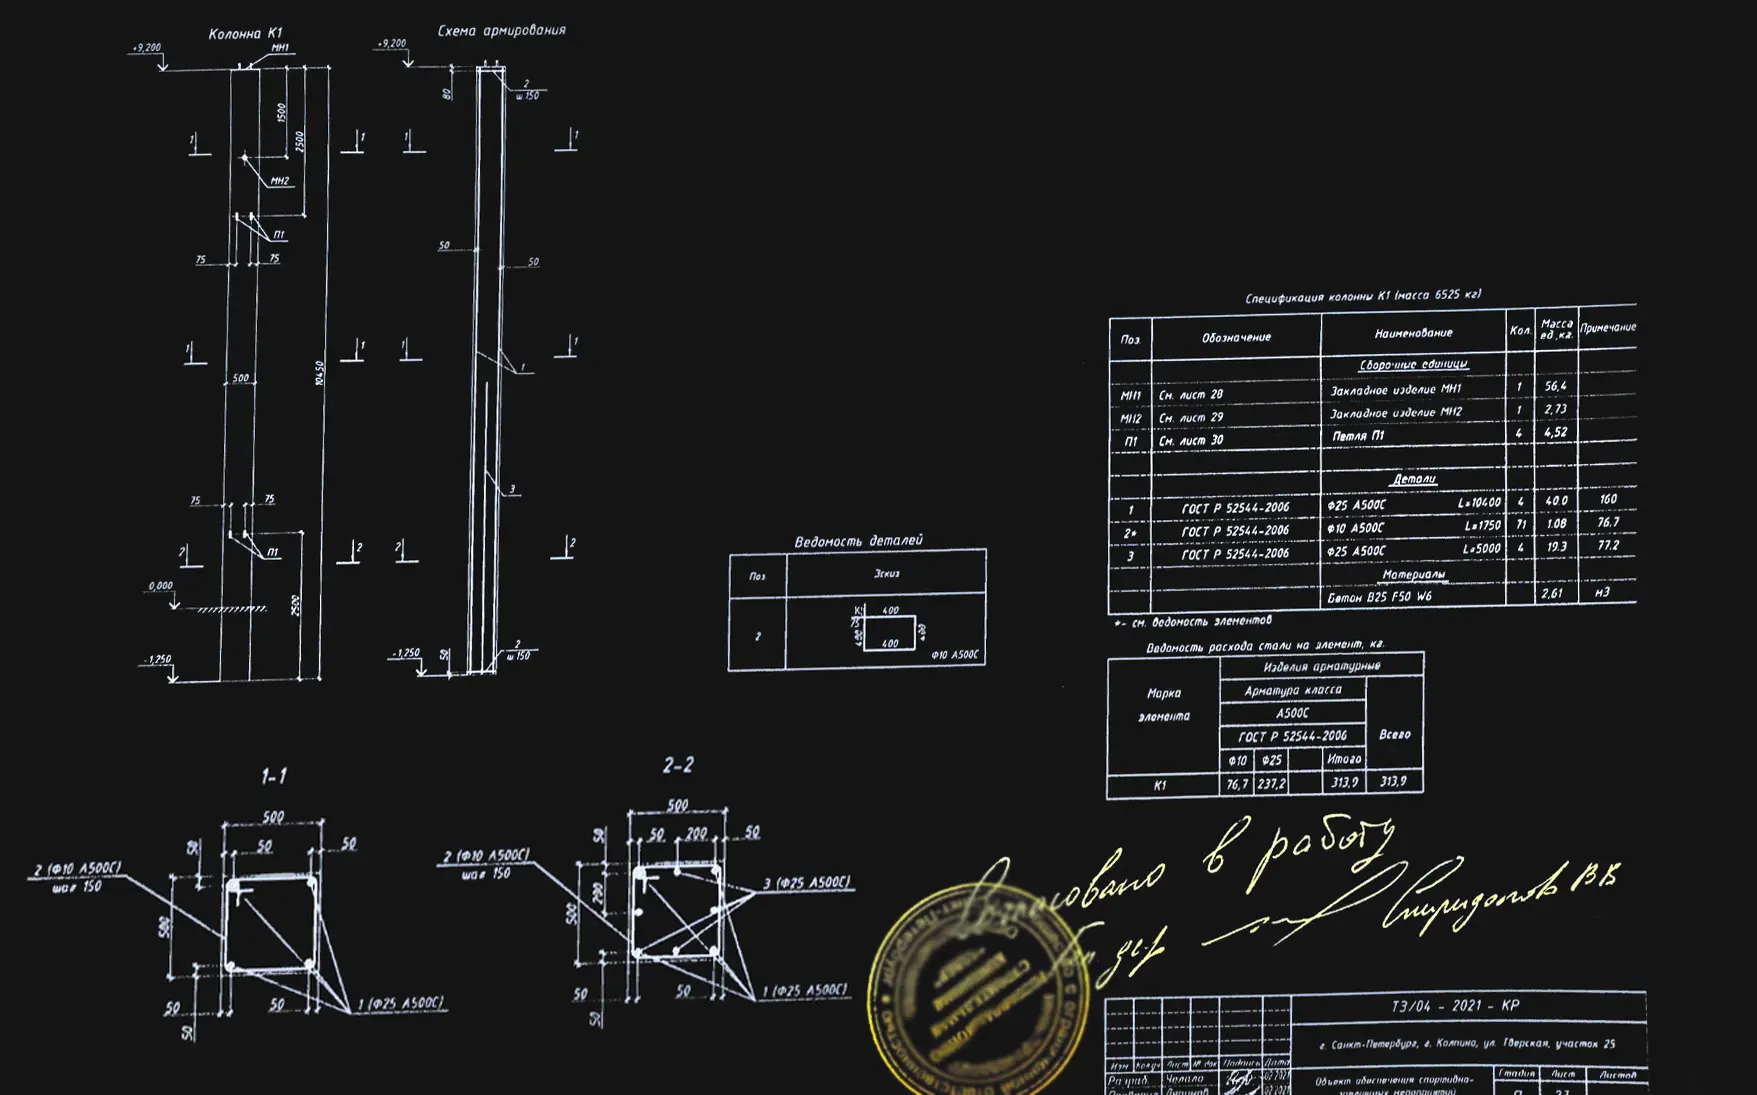 Колонна К1
+9,200
МН1
1500
2500
1
1
МН2
П1
75
75
1
1
500
10450
75
75
П1
2
2
0,000
2500
-1,250
Схема армирования
+9,200
80
2
ш 150
1
1
50
50
1
1
1
3
2
2
-1,250
50
2
ш 150
Ведомость деталей
Поз
Эскиз
2
400
75
400
400
400
Ф10 А500С
Спецификация колонны К1 (масса 6525 кг)
Поз. Обозначение Наименование Кол. Масса ед.,кг. Примечание
Сборочные единицы
МН1 См. лист 28 Закладное изделие МН1 1 56,4
МН2 См. лист 29 Закладное изделие МН2 1 2,73
П1 См. лист 30 Петля П1 4 4,52
Детали
1 ГОСТ Р 52544-2006 Ф25 А500С L=10400 4 40.0 160
2* ГОСТ Р 52544-2006 Ф10 А500С L=1750 71 1.08 76,7
3 ГОСТ Р 52544-2006 Ф25 А500С L=5000 4 19.3 77.2
Материалы
Бетон В25 F50 W6 2,61 м3
*- см. ведомость элементов
Ведомость расхода стали на элемент, кг.
Марка элемента
Изделия арматурные
Арматура класса
А500С
ГОСТ Р 52544-2006
Всего
Ф10 Ф25 Итого
К1 76,7 237,2 313,9 313,9
1-1
500
50
50
50
2 (Ф10 А500С)
шаг 150
500
50
50
50
1 (Ф25 А500С)
2-2
500
50
50
200
50
2 (Ф10 А500С)
шаг 150
500
200
3 (Ф25 А500С)
50
50
50
1 (Ф25 А500С)
в работу
Спиридонов ВВ
ТЗ/04 - 2021 - КР
г. Санкт-Петербург, г. Колпино, ул. Тверская, участок 25
Изм Кол.уч Лист № док Подпись Дата
Разраб. 02.2021
Объект обеспечения спортивно-
Стадия Лист Листов
02.2021